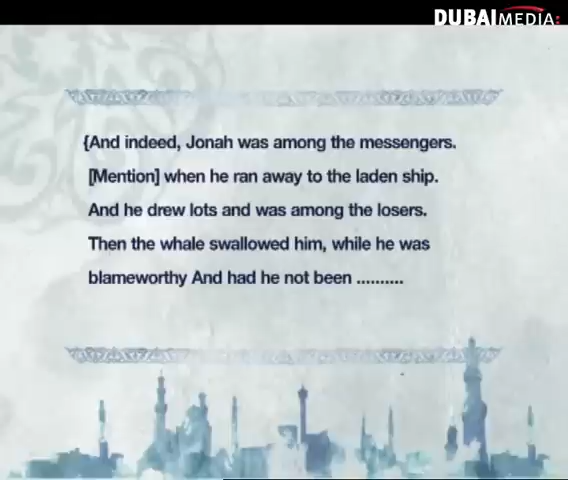 DUBAI MEDIA:
{And indeed, Jonah was among the messengers.
[Mention] when he ran away to the laden ship.
And he drew lots and was among the losers.
Then the whale swallowed him, while he was
blameworthy And had he not been ..........